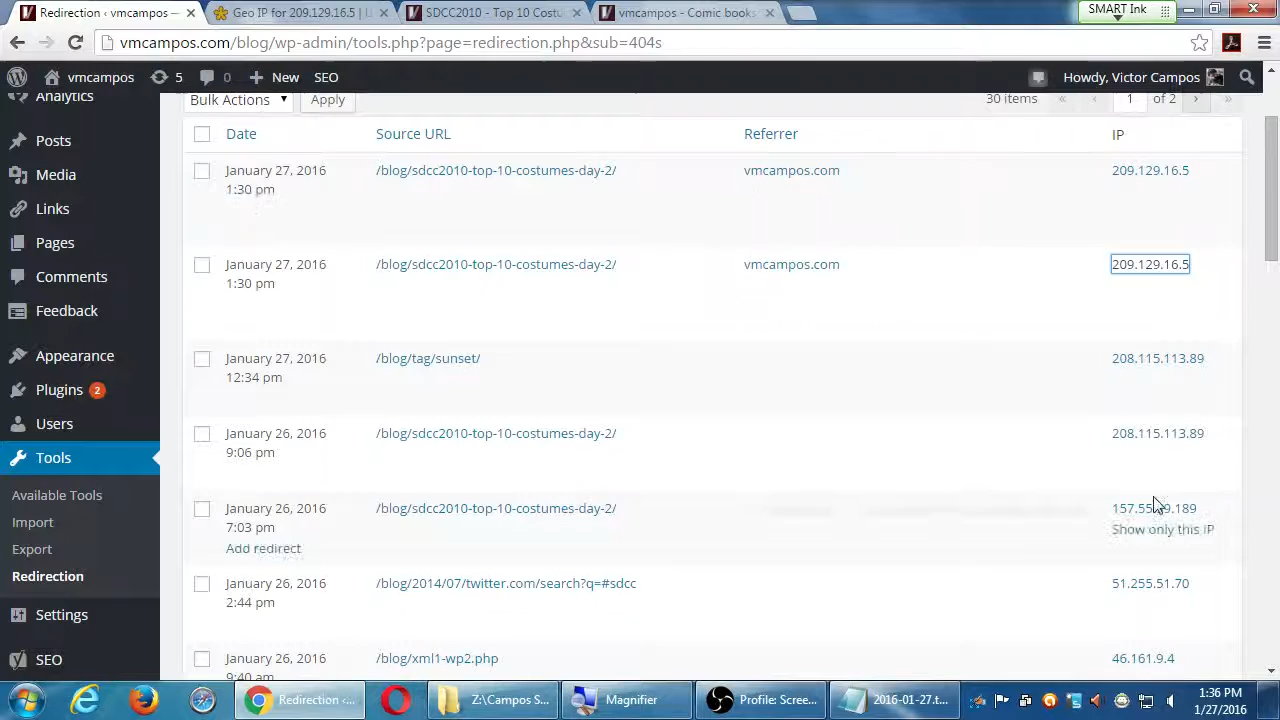 vmcampos.com/blog/wp-admin/tools.php?page=redirection.php&sub=404s
Redirection ‹ vmcampos —
Geo IP for 209.129.16.5 |
SDCC2010 - Top 10 Costu
vmcampos - Comic books
SMART Ink
vmcampos
5
0
New
SEO
Howdy, Victor Campos
Analytics
Posts
Media
Links
Pages
Comments
Feedback
Appearance
Plugins 2
Users
Tools
Available Tools
Import
Export
Redirection
Settings
SEO
Bulk Actions
Apply
30 items « ‹ 1 of 2 › »
Date Source URL Referrer IP
January 27, 2016 /blog/sdcc2010-top-10-costumes-day-2/ vmcampos.com 209.129.16.5
1:30 pm
January 27, 2016 /blog/sdcc2010-top-10-costumes-day-2/ vmcampos.com 209.129.16.5
1:30 pm
January 27, 2016 /blog/tag/sunset/ 208.115.113.89
12:34 pm
January 26, 2016 /blog/sdcc2010-top-10-costumes-day-2/ 208.115.113.89
9:06 pm
January 26, 2016 /blog/sdcc2010-top-10-costumes-day-2/
7:03 pm Show only this IP
Add redirect
January 26, 2016 /blog/2014/07/twitter.com/search?q=#sdcc 51.255.51.70
2:44 pm
January 26, 2016 /blog/xml1-wp2.php 46.161.9.4
9:40 am
Redirection ‹...
Z:\Campos S...
Magnifier
Profile: Scree...
2016-01-27.t...
1:36 PM
1/27/2016